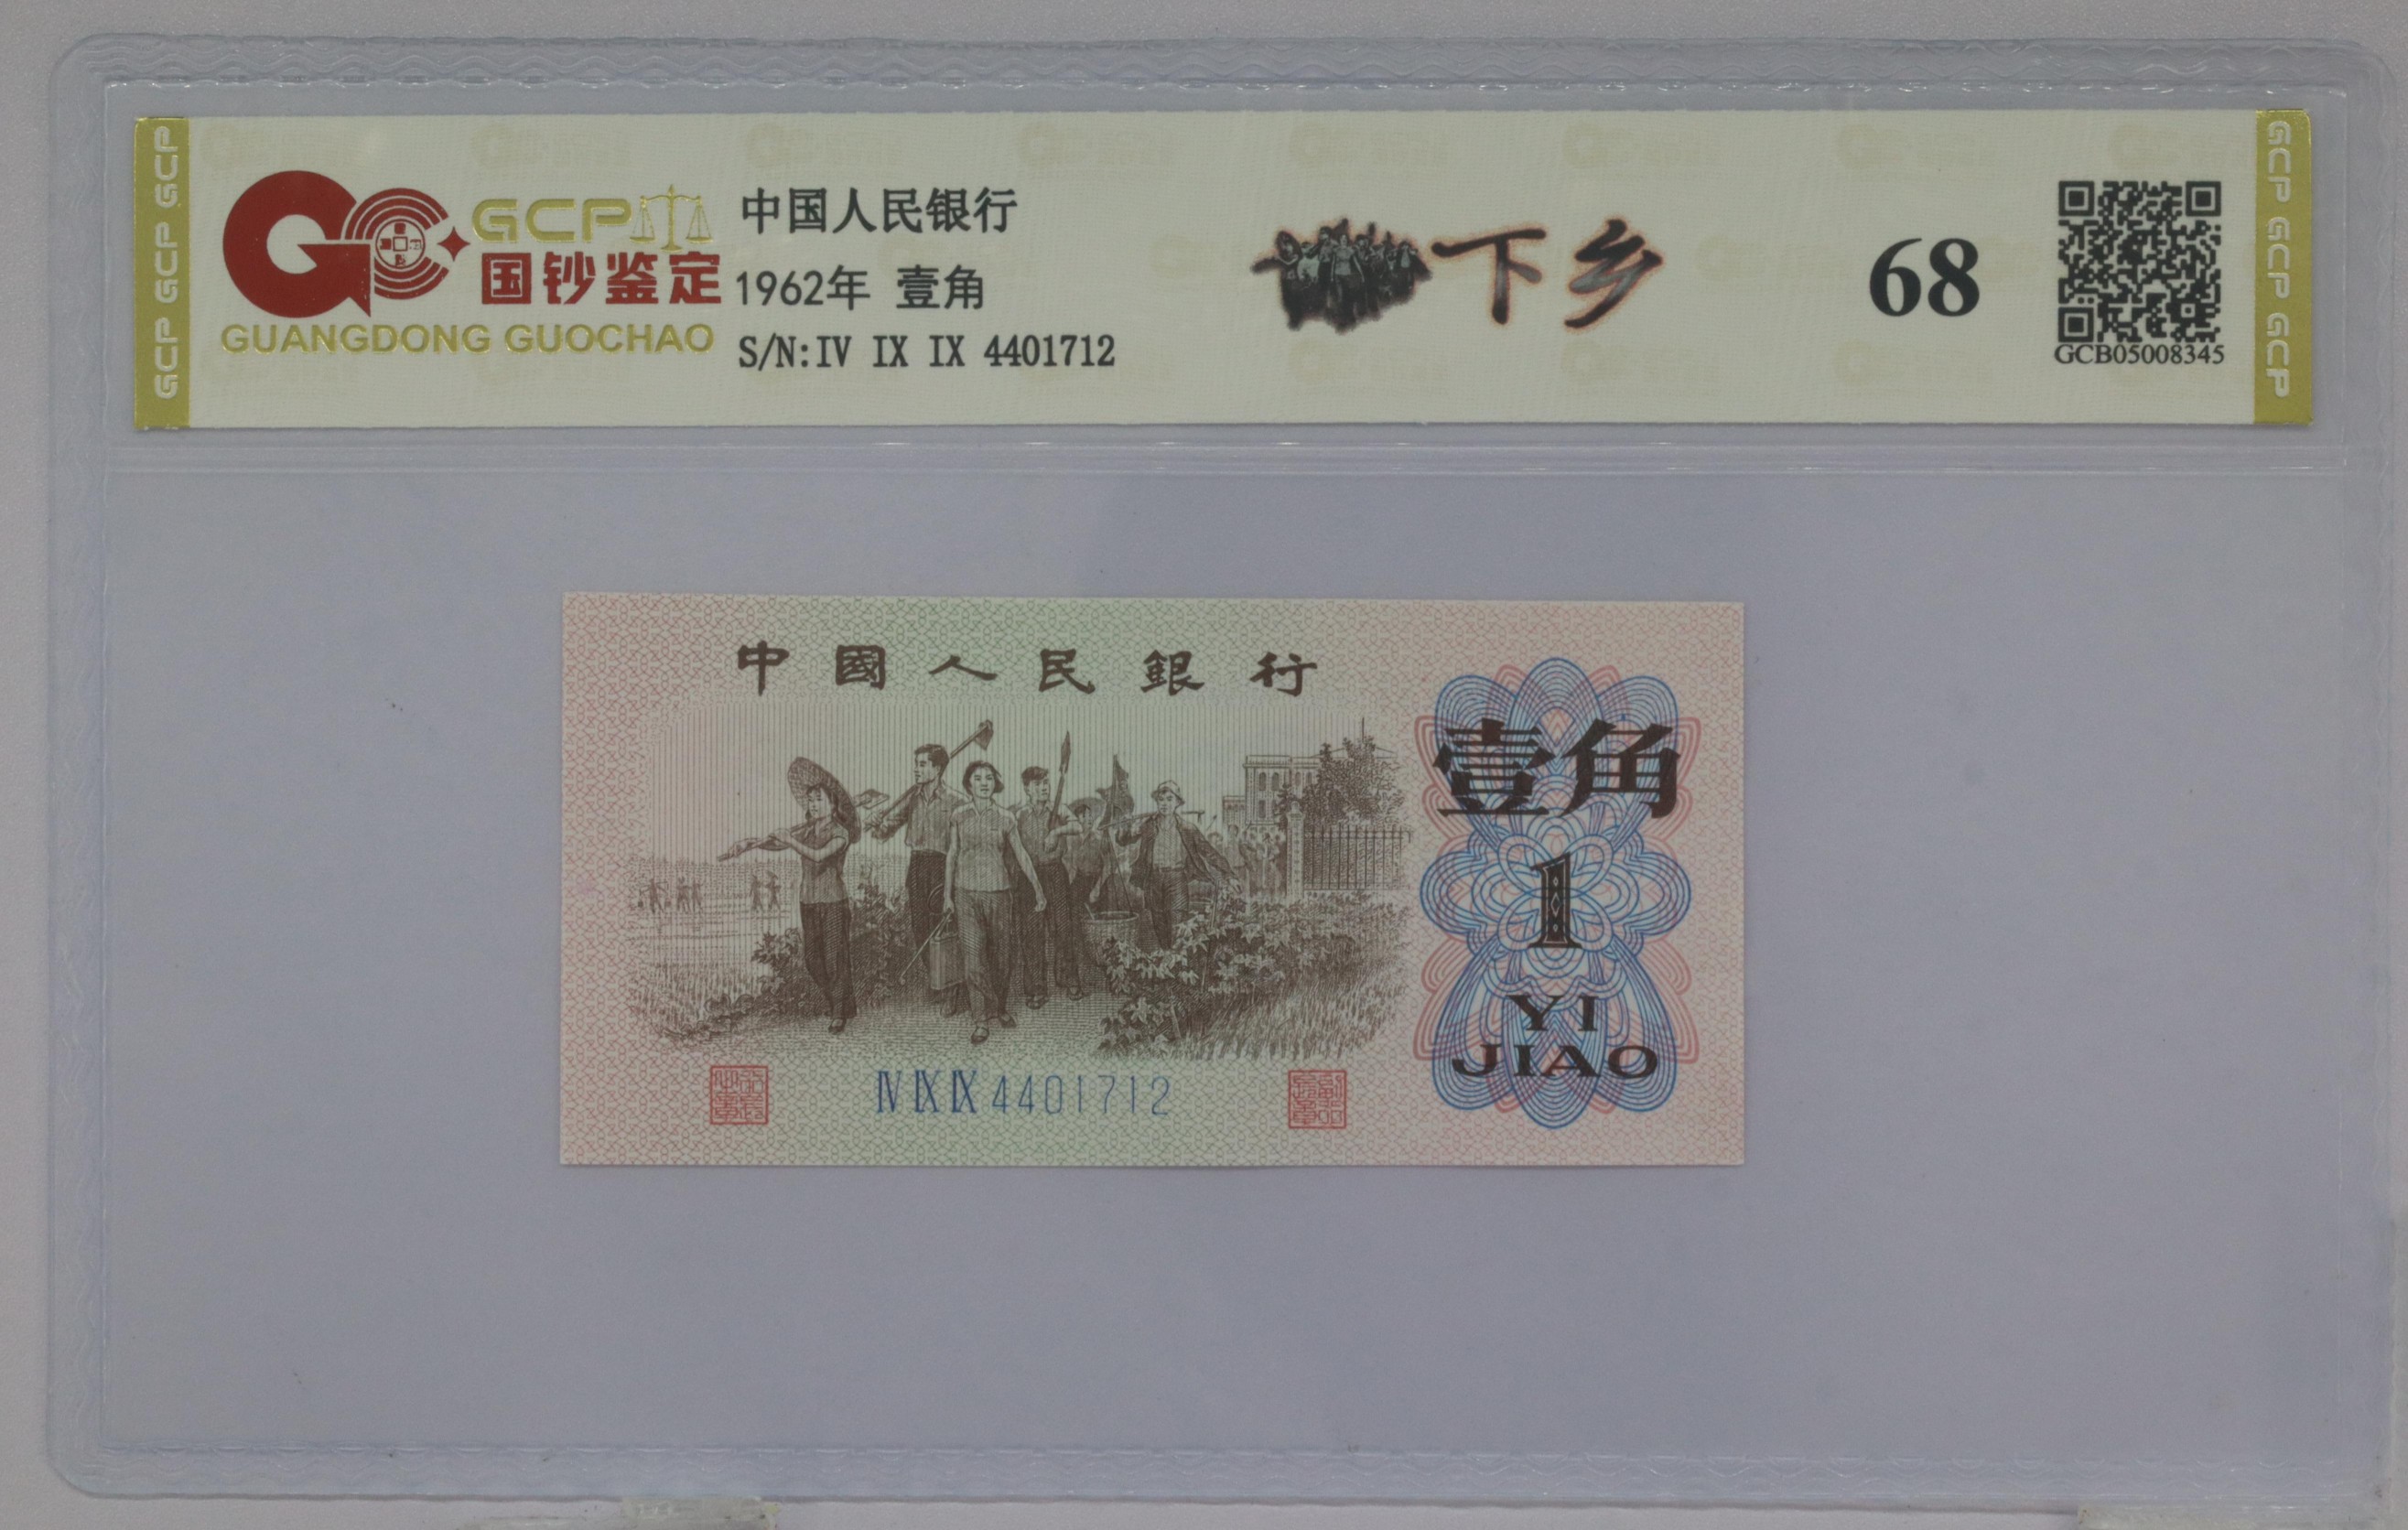 GCP GCP GCP
GCP
国钞鉴定
GUANGDONG GUOCHAO
中国人民银行
1962年 壹角
S/N:IV IX IX 4401712
下乡
68
GCB05008345
GCP GCP GCP
中國人民銀行
壹角
1
YI
JIAO
IV IX IX 4401712